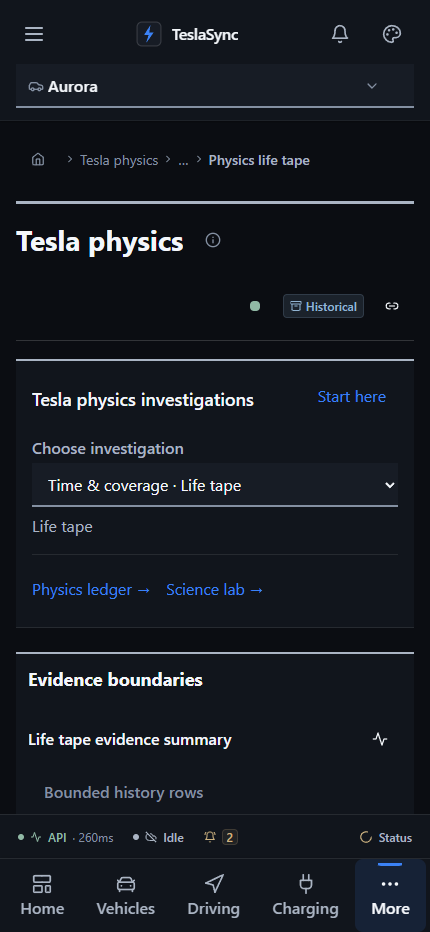 TeslaSync
Aurora
Tesla physics ... Physics life tape
Tesla physics
Historical
Tesla physics investigations Start here
Choose investigation
Time & coverage · Life tape
Life tape
Physics ledger → Science lab →
Evidence boundaries
Life tape evidence summary
Bounded history rows
API · 260ms Idle 2 Status
Home Vehicles Driving Charging More